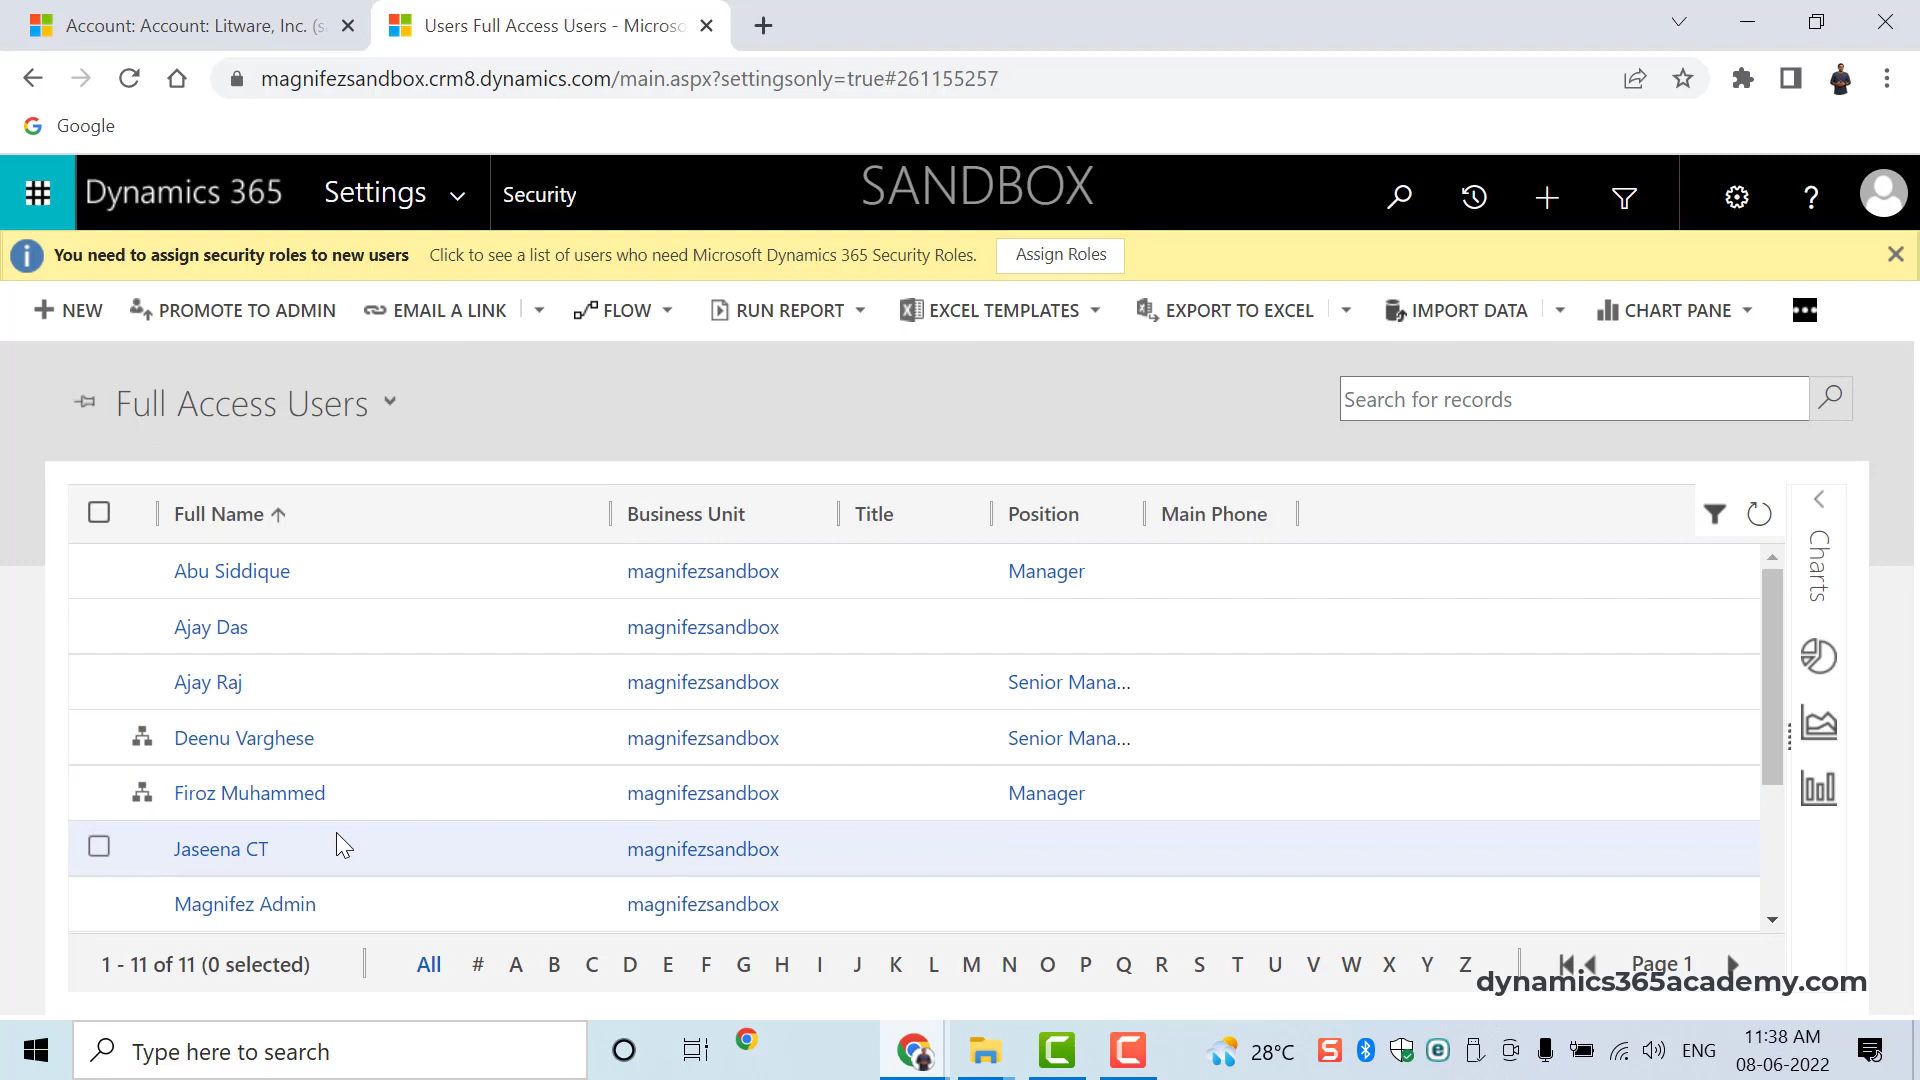 Account: Account: Litware, Inc. (s
Users Full Access Users - Microso
magnifezsandbox.crm8.dynamics.com/main.aspx?settingsonly=true#261155257
Google
Dynamics 365
Settings
Security
SANDBOX
You need to assign security roles to new users Click to see a list of users who need Microsoft Dynamics 365 Security Roles. Assign Roles
NEW PROMOTE TO ADMIN EMAIL A LINK FLOW RUN REPORT EXCEL TEMPLATES EXPORT TO EXCEL IMPORT DATA CHART PANE
Full Access Users
Search for records
Full Name Business Unit Title Position Main Phone
Charts
Abu Siddique magnifezsandbox Manager
Ajay Das magnifezsandbox
Ajay Raj magnifezsandbox Senior Mana...
Deenu Varghese magnifezsandbox Senior Mana...
Firoz Muhammed magnifezsandbox Manager
Jaseena CT magnifezsandbox
Magnifez Admin magnifezsandbox
1 - 11 of 11 (0 selected) All # A B C D E F G H I J K L M N O P Q R S T U V W X Y Z Page 1
dynamics365academy.com
Type here to search
28°C
ENG
11:38 AM
08-06-2022